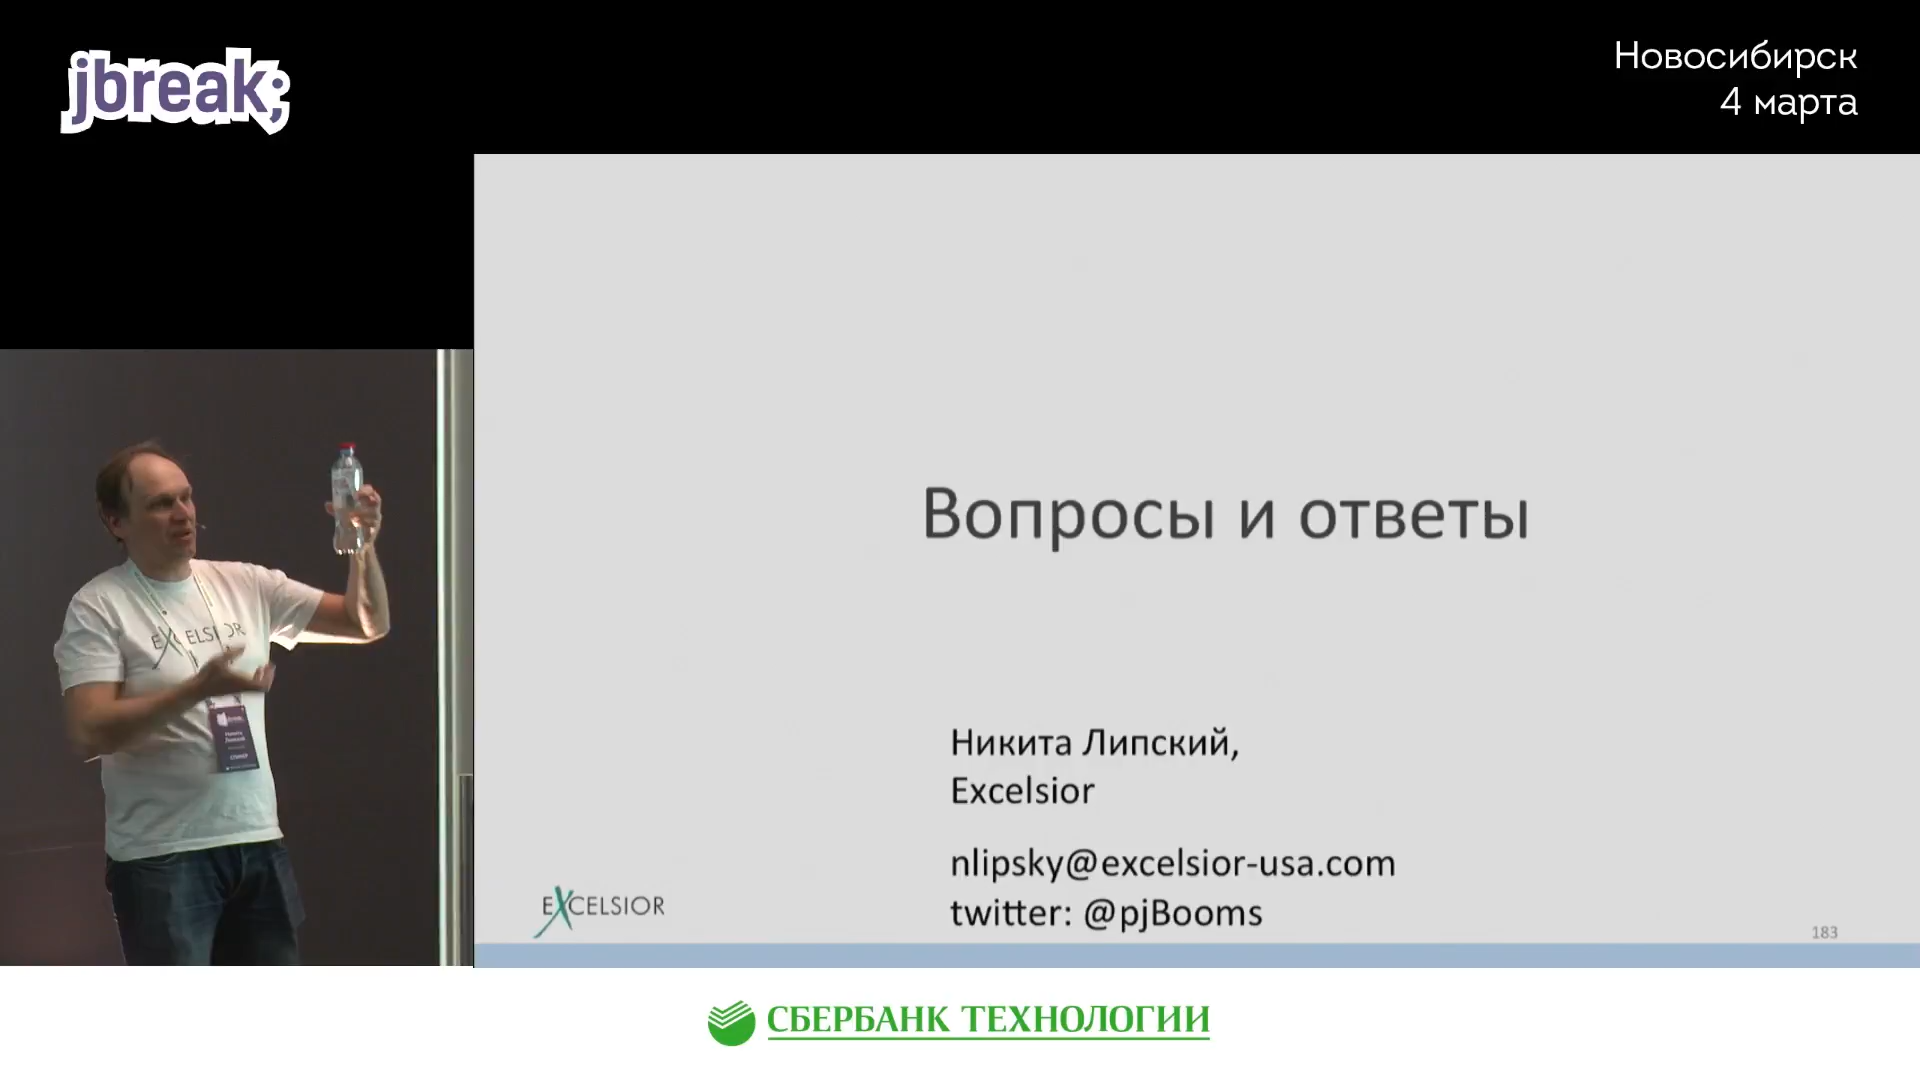 jbreak;
Новосибирск
4 марта
Вопросы и ответы
Никита Липский,
Excelsior
nlipsky@excelsior-usa.com
twitter: @pjBooms
EXCELSIOR
183
EXCELSIOR
СБЕРБАНК ТЕХНОЛОГИИ